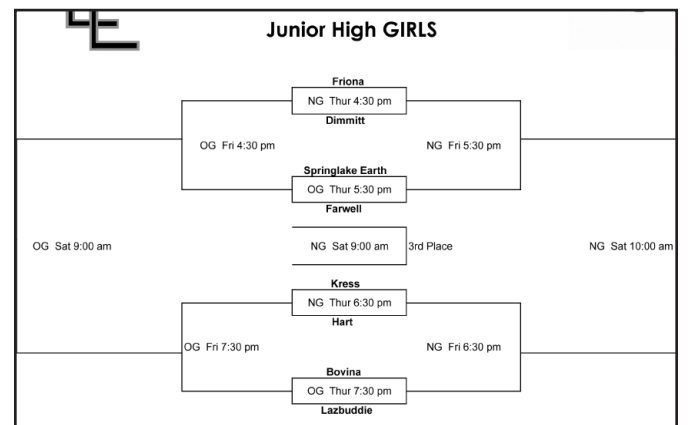 Junior High GIRLS
Friona
NG Thur 4:30 pm
Dimmitt
OG Fri 4:30 pm
NG Fri 5:30 pm
Springlake Earth
OG Thur 5:30 pm
Farwell
OG Sat 9:00 am
NG Sat 9:00 am
3rd Place
NG Sat 10:00 am
Kress
NG Thur 6:30 pm
Hart
OG Fri 7:30 pm
NG Fri 6:30 pm
Bovina
OG Thur 7:30 pm
Lazbuddie